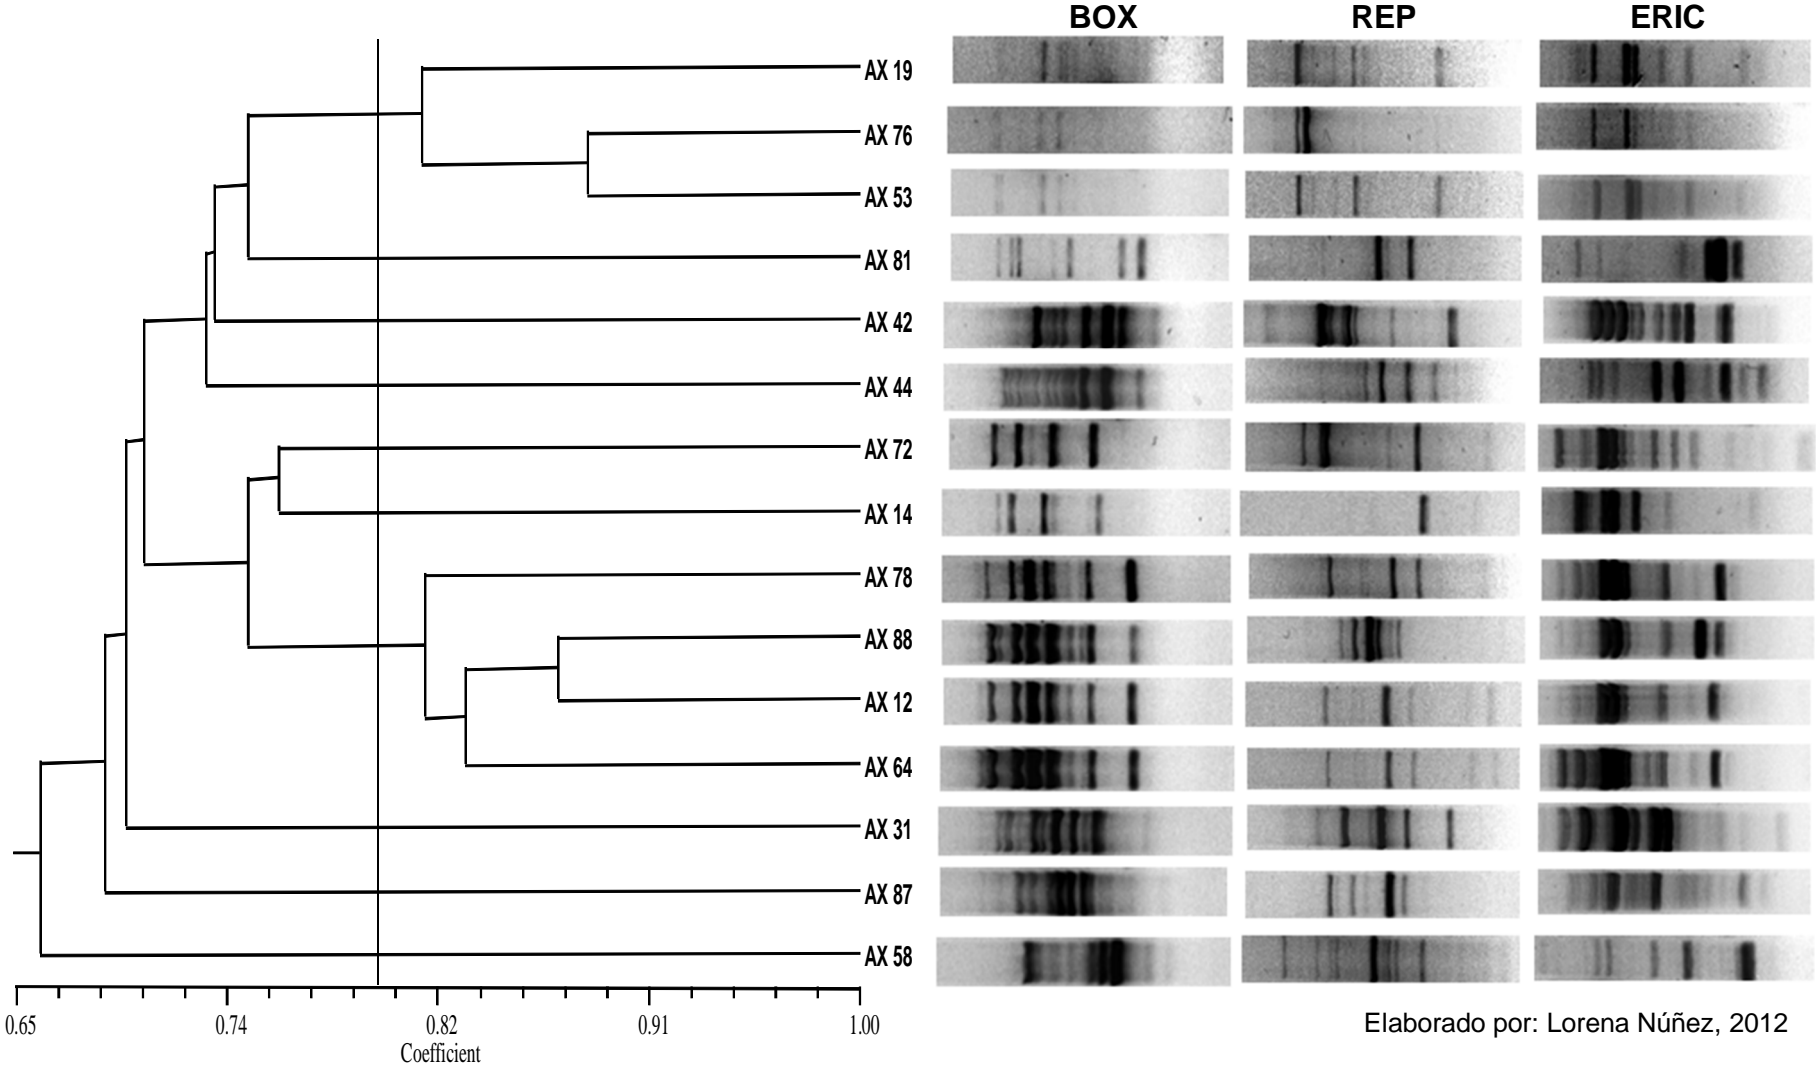 BOX REP ERIC
AX 19
AX 76
AX 53
AX 81
AX 42
AX 44
AX 72
AX 14
AX 78
AX 88
AX 12
AX 64
AX 31
AX 87
AX 58
0.65 0.74 0.82 0.91 1.00
Coefficient
Elaborado por: Lorena Núñez, 2012